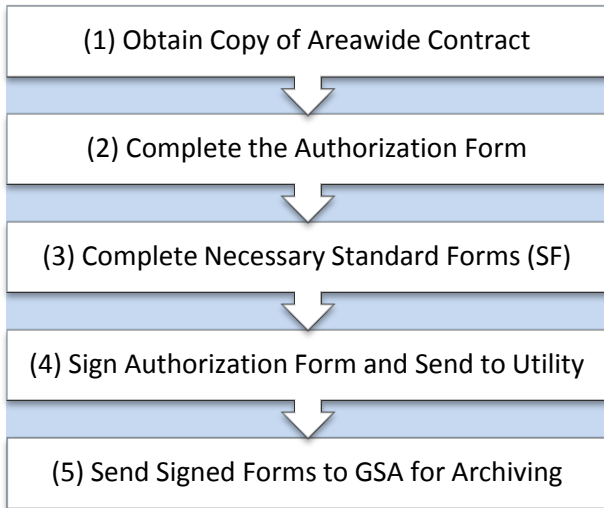 (1) Obtain Copy of Areawide Contract
(2) Complete the Authorization Form
(3) Complete Necessary Standard Forms (SF)
(4) Sign Authorization Form and Send to Utility
(5) Send Signed Forms to GSA for Archiving